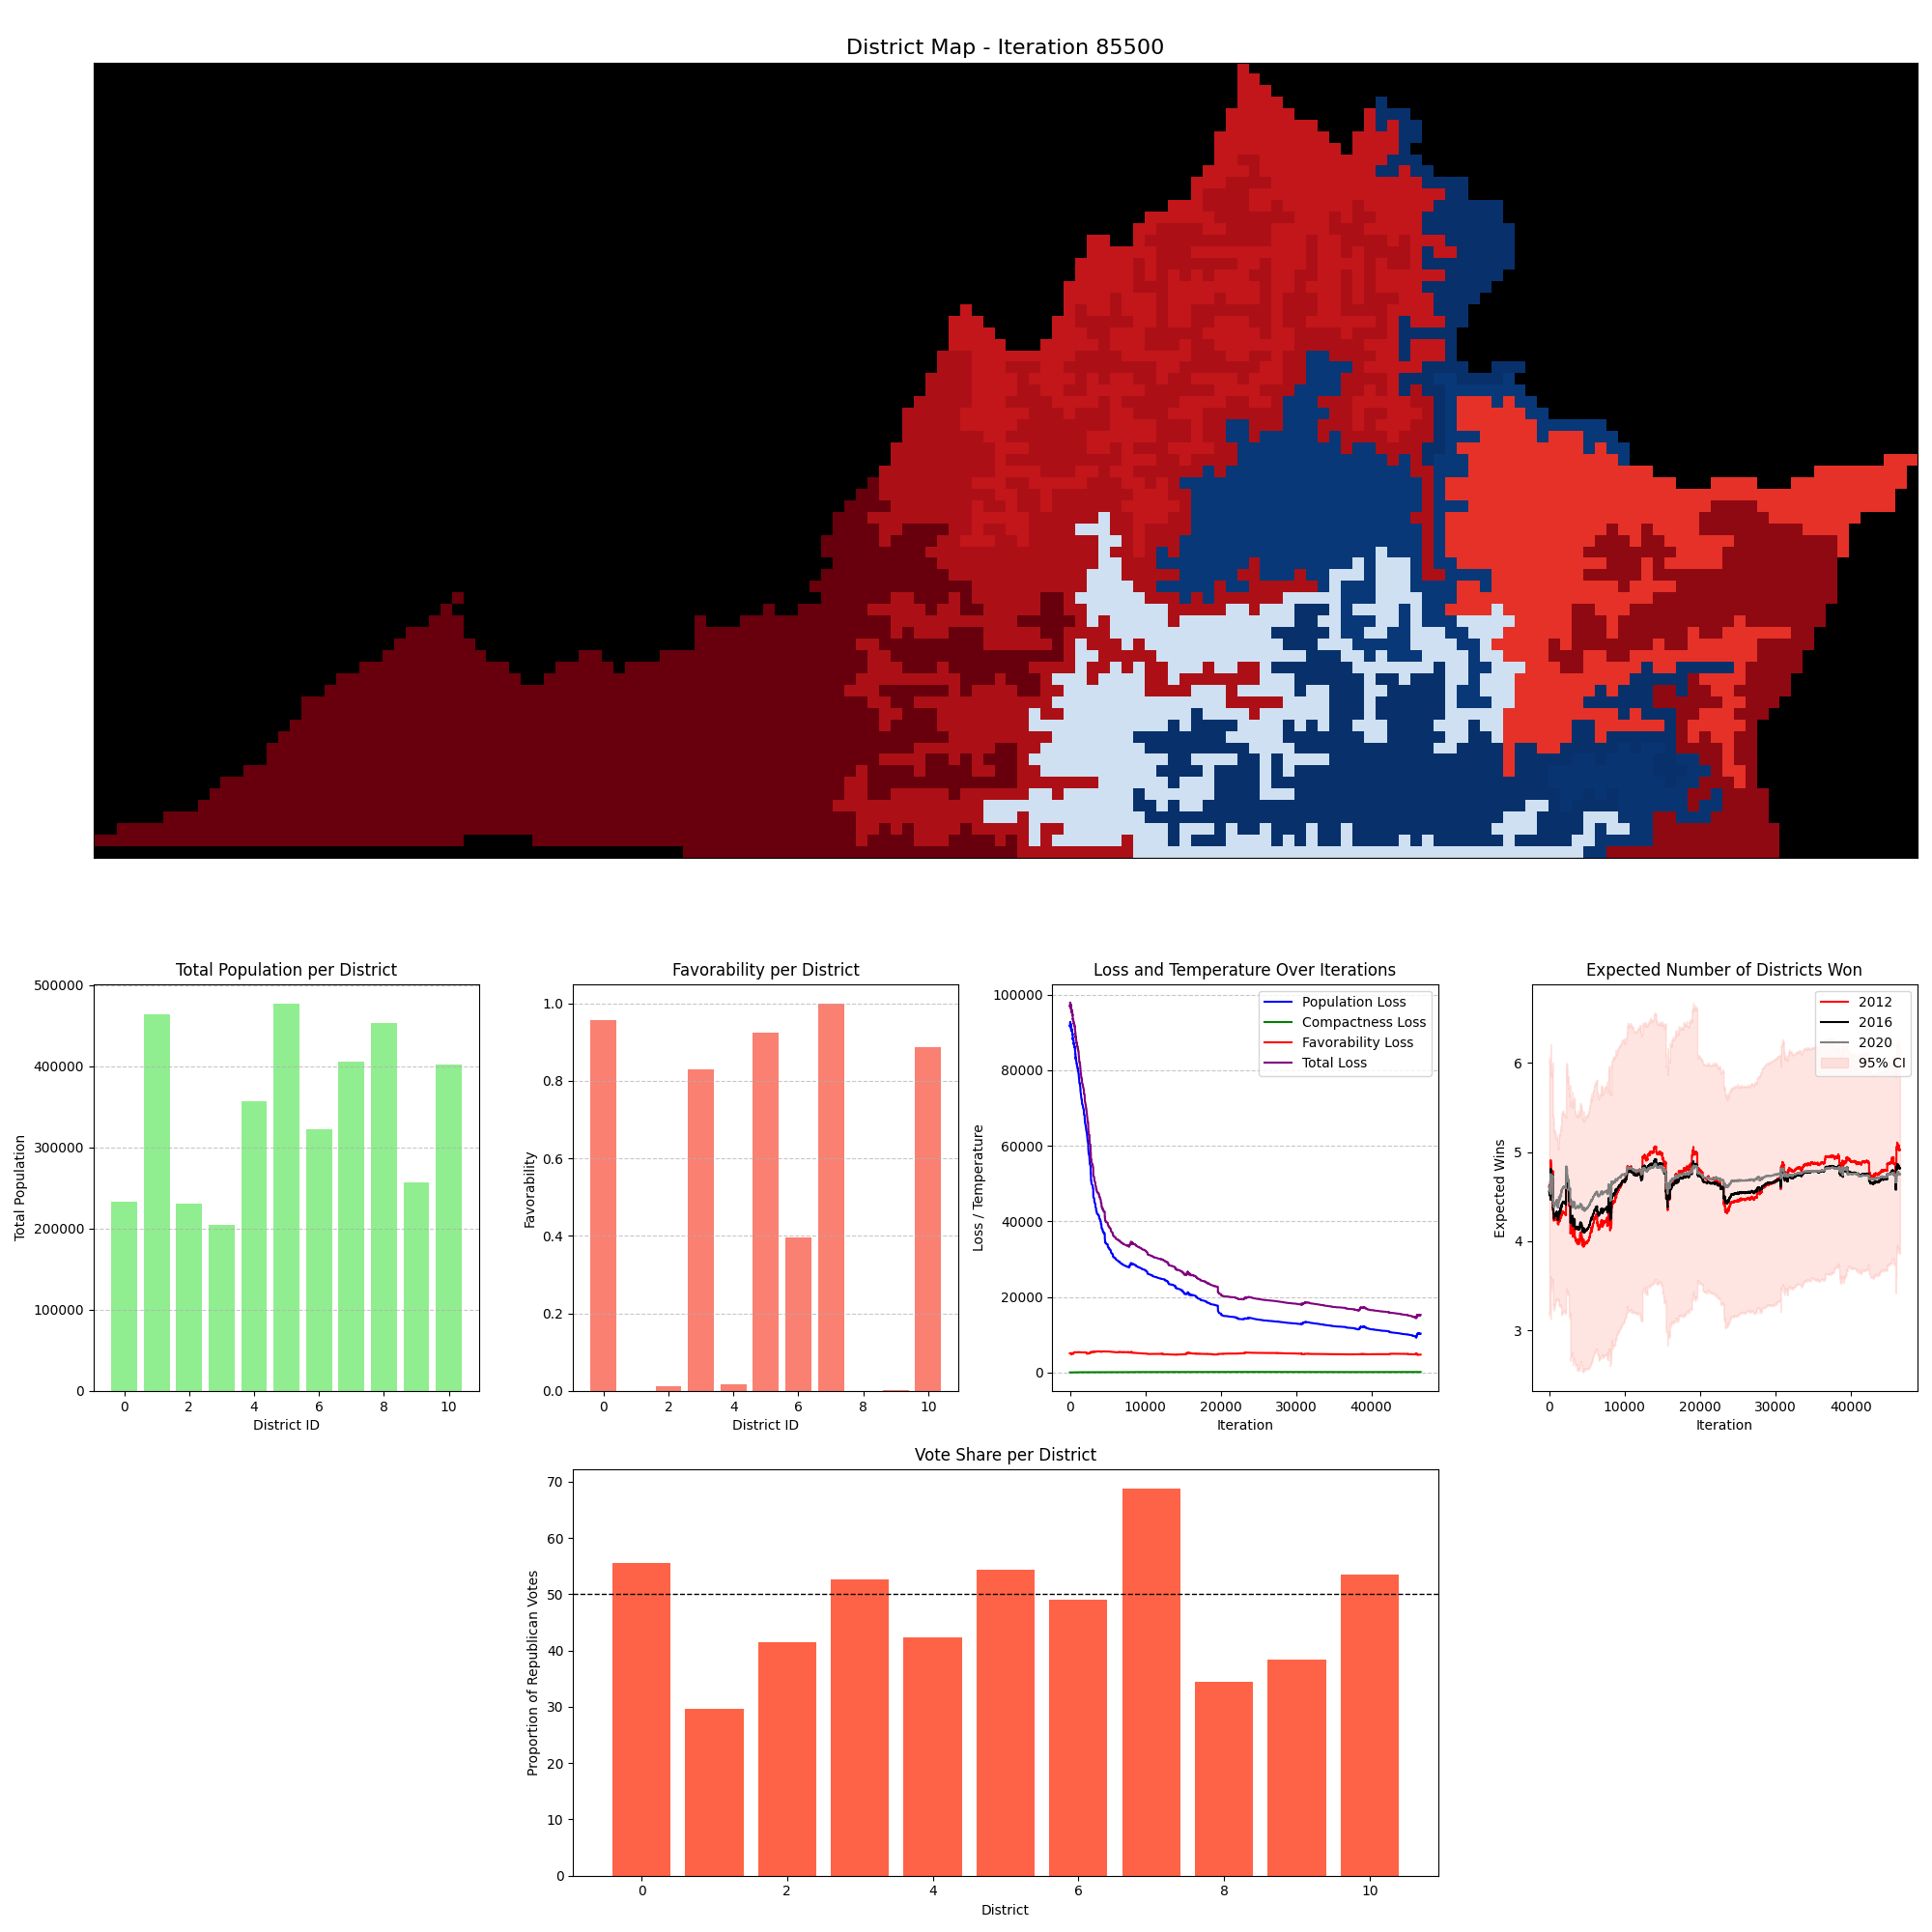 District Map - Iteration 85500
Total Population per District
Total Population
500000
400000
300000
200000
100000
0
0 2 4 6 8 10
District ID
Favorability per District
Favorability
1.0
0.8
0.6
0.4
0.2
0.0
0 2 4 6 8 10
District ID
Loss and Temperature Over Iterations
Loss / Temperature
100000
80000
60000
40000
20000
0
Population Loss
Compactness Loss
Favorability Loss
Total Loss
0 10000 20000 30000 40000
Iteration
Expected Number of Districts Won
Expected Wins
6
5
4
3
2012
2016
2020
95% CI
0 10000 20000 30000 40000
Iteration
Vote Share per District
Proportion of Republican Votes
70
60
50
40
30
20
10
0
0 2 4 6 8 10
District